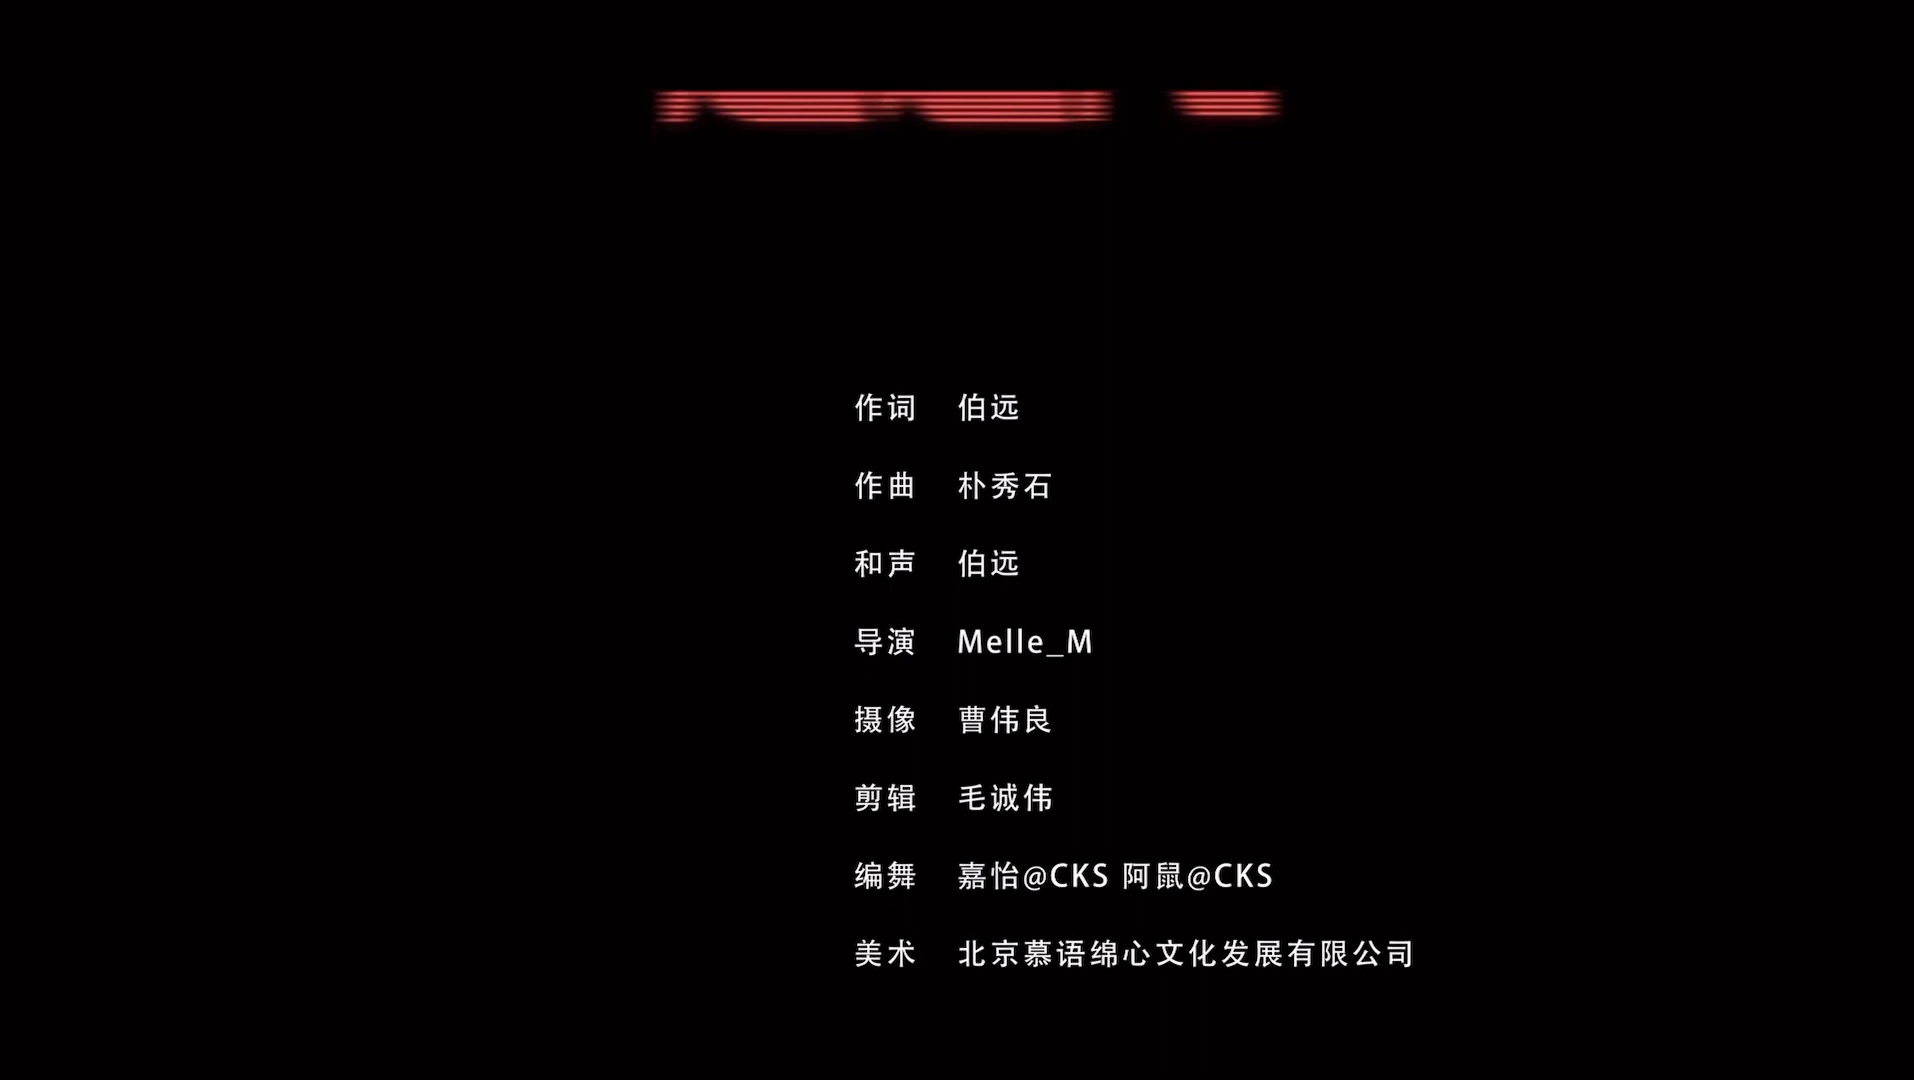 作词 伯远
作曲 朴秀石
和声 伯远
导演 Melle_M
摄像 曹伟良
剪辑 毛诚伟
编舞 嘉怡@CKS 阿鼠@CKS
美术 北京慕语绵心文化发展有限公司